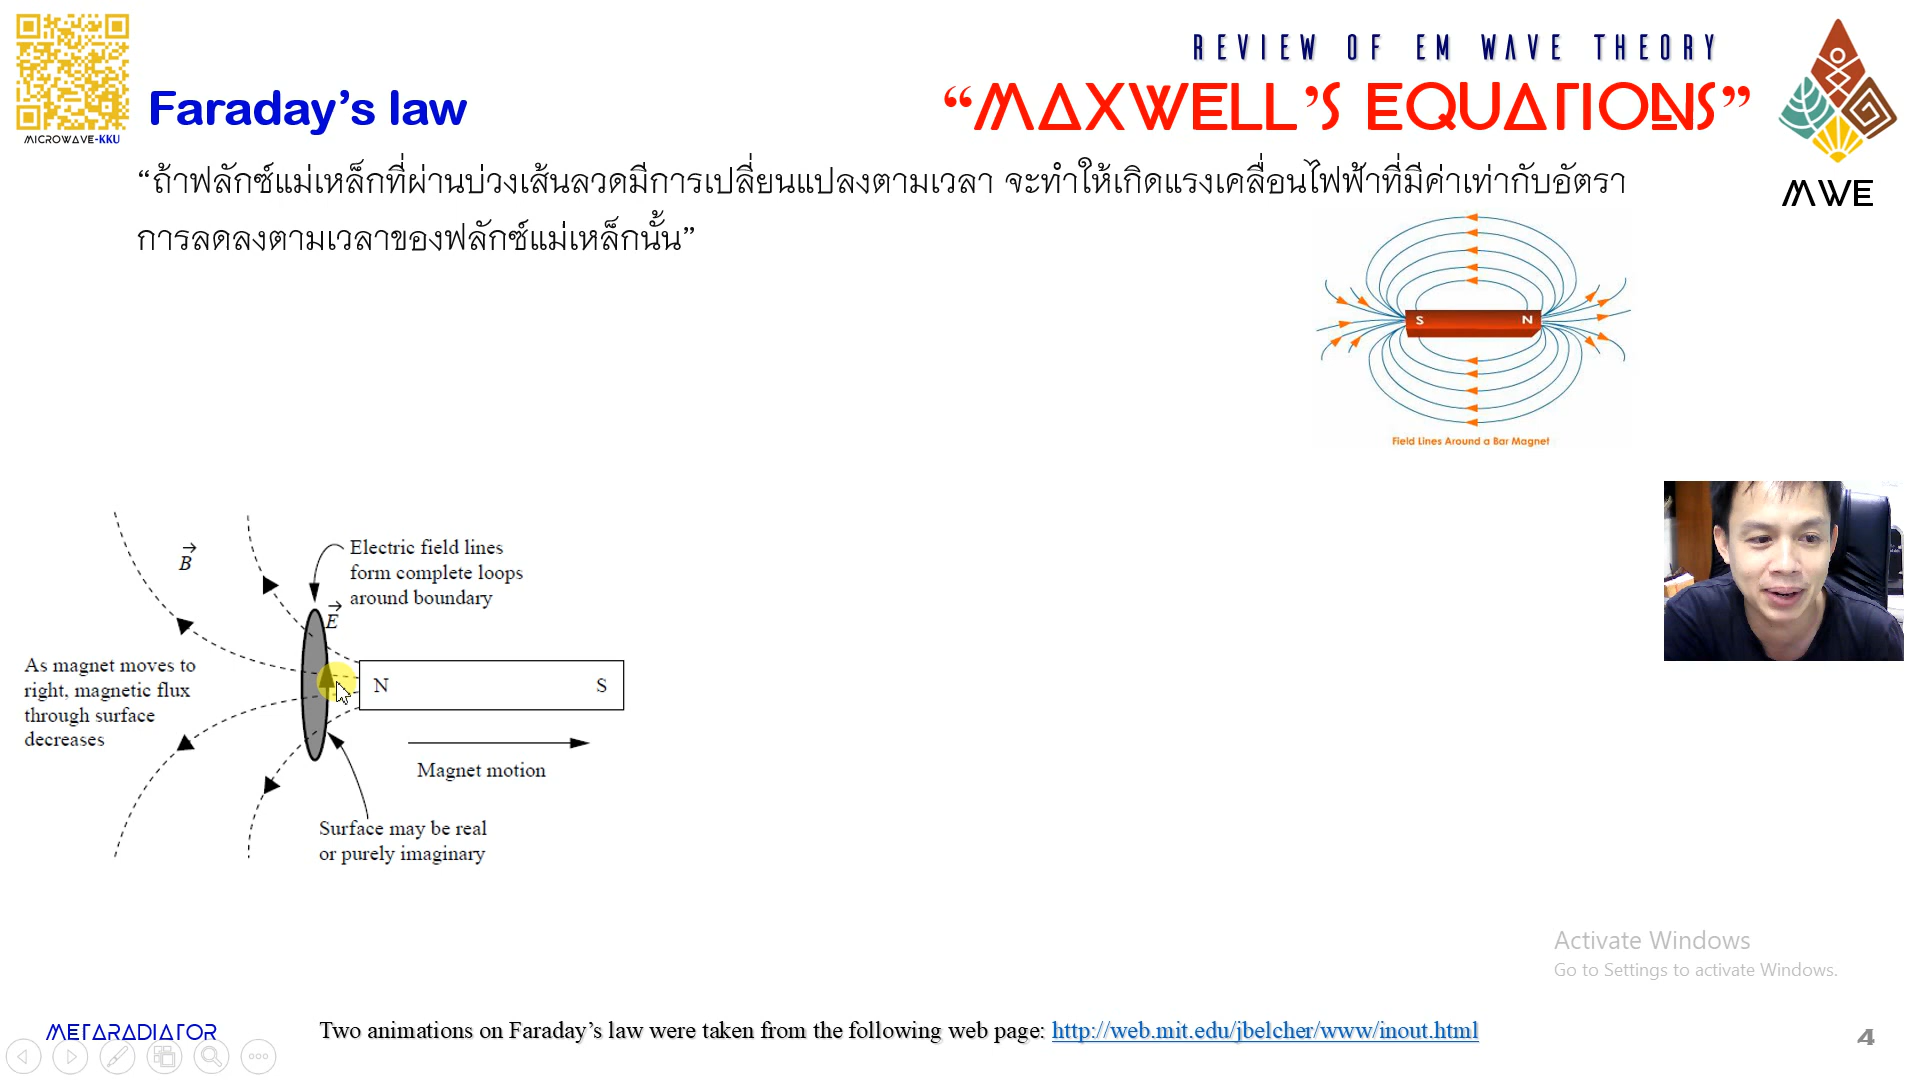 REVIEW OF EM WAVE THEORY
“MAXWELL’S EQUATIONS”
MICROWAVE-KKU
Faraday’s law
MWE
“ถ้าฟลักซ์แม่เหล็กที่ผ่านบ่วงเส้นลวดมีการเปลี่ยนแปลงตามเวลา จะทำให้เกิดแรงเคลื่อนไฟฟ้าที่มีค่าเท่ากับอัตรา
การลดลงตามเวลาของฟลักซ์แม่เหล็กนั้น”
S N
Field Lines Around a Bar Magnet
B
Electric field lines
form complete loops
around boundary
E
As magnet moves to
right, magnetic flux
through surface
decreases
N S
Magnet motion
Surface may be real
or purely imaginary
Activate Windows
Go to Settings to activate Windows.
METARADIATOR
Two animations on Faraday’s law were taken from the following web page: http://web.mit.edu/jbelcher/www/inout.html
4